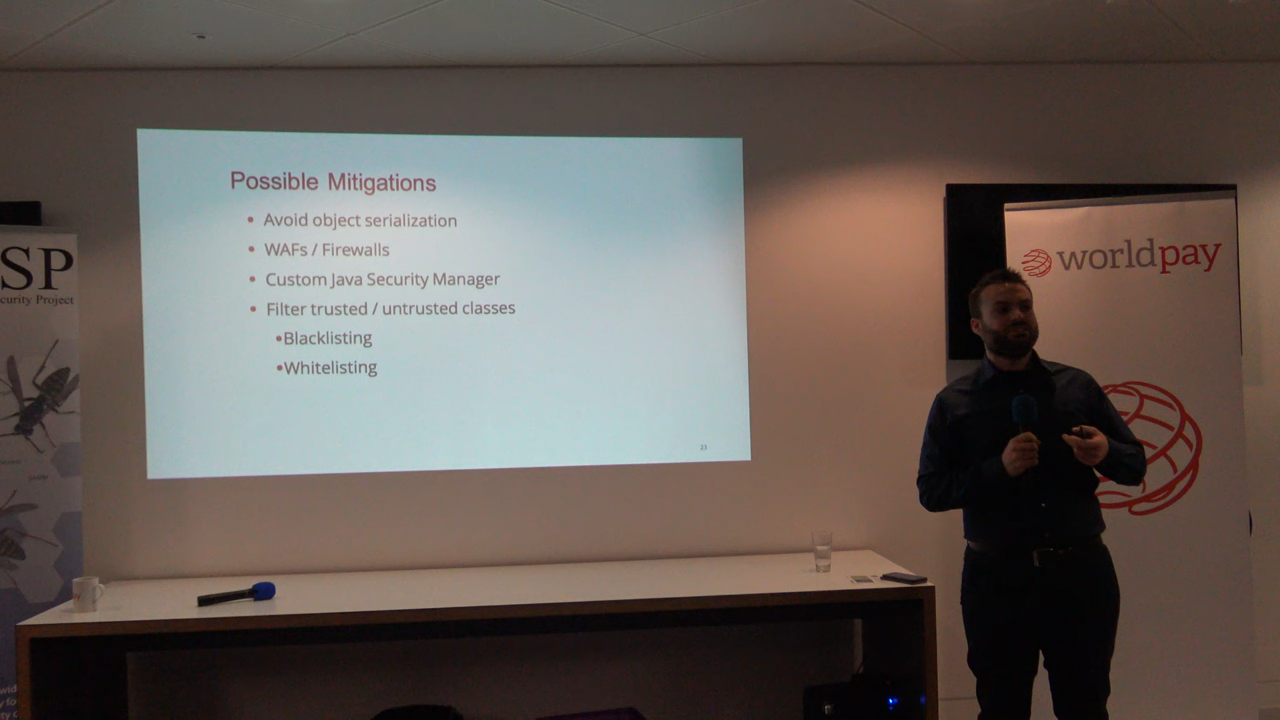 Possible Mitigations
• Avoid object serialization
• WAFs / Firewalls
• Custom Java Security Manager
• Filter trusted / untrusted classes
•Blacklisting
•Whitelisting
23
SP
curity Project
worldpay